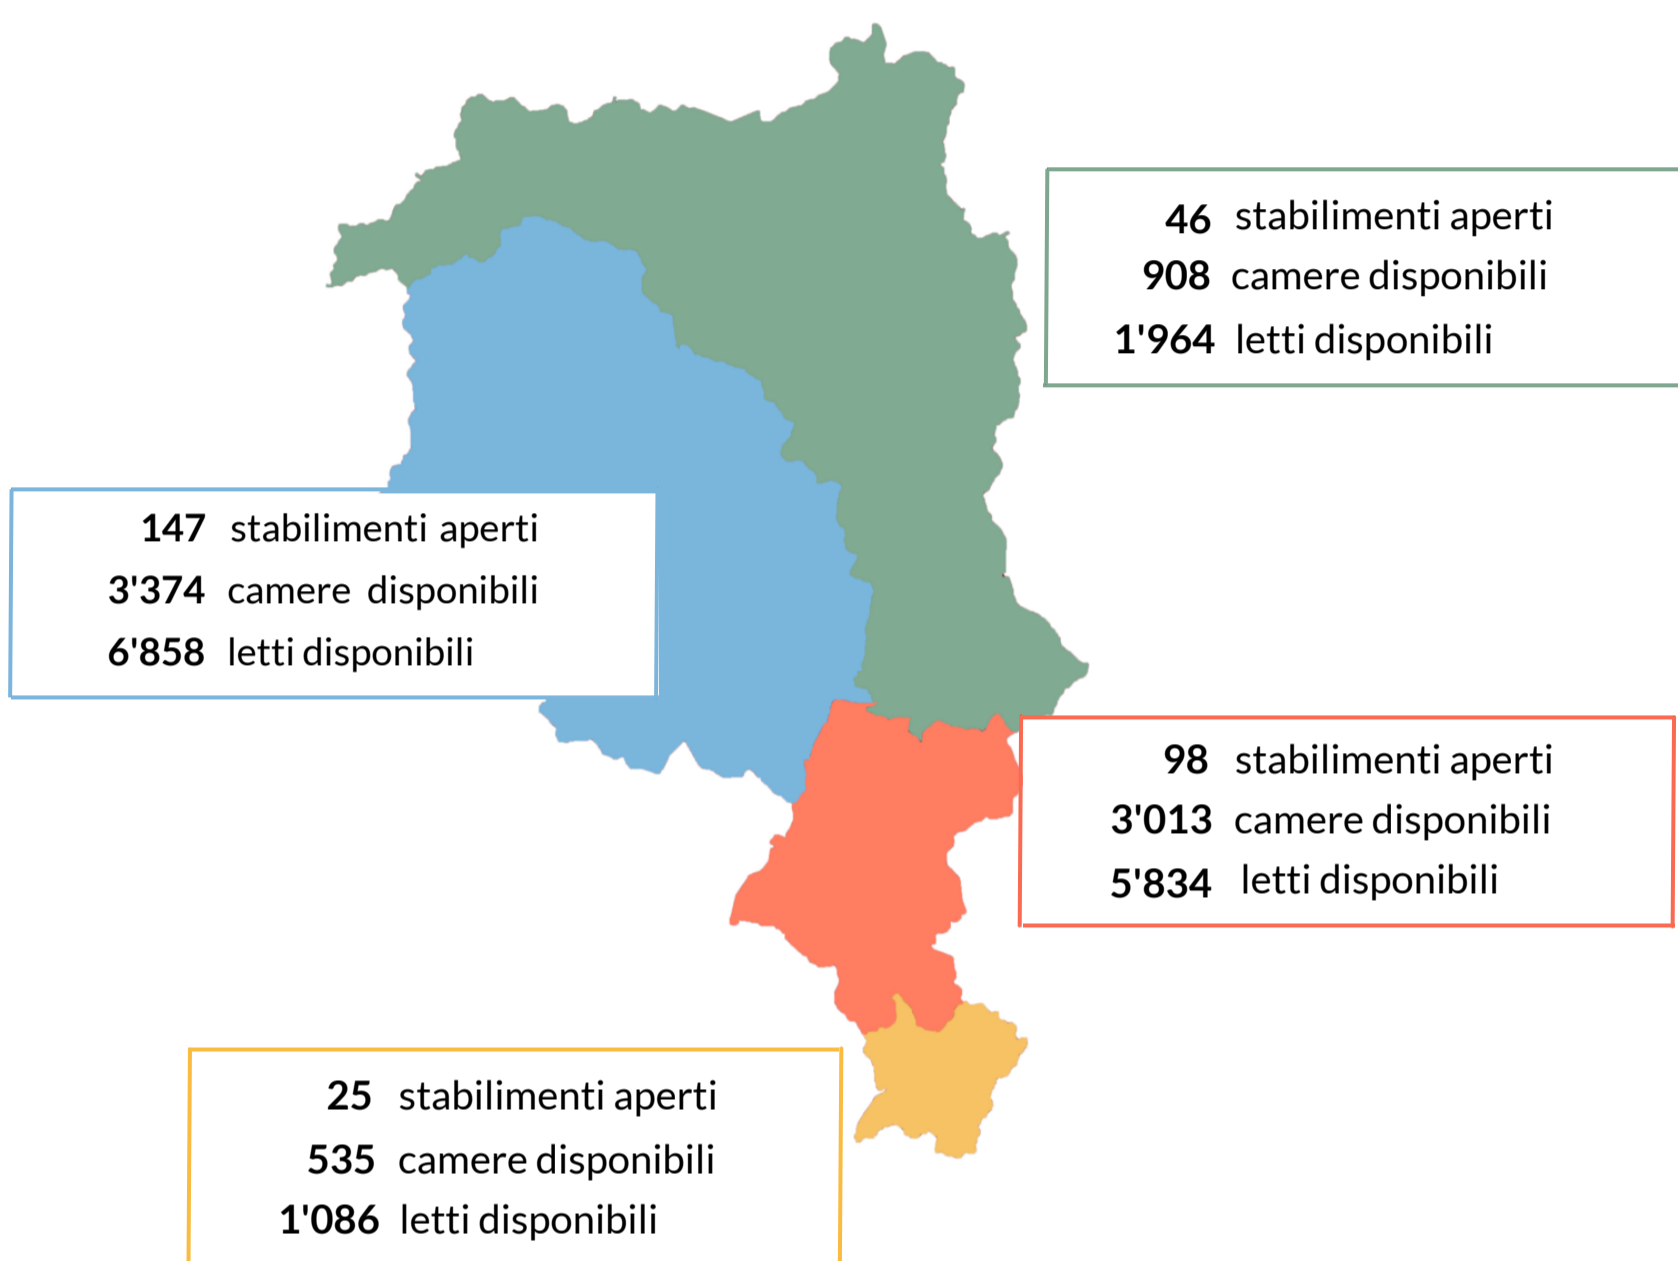 46 stabilimenti aperti
908 camere disponibili
1'964 letti disponibili
147 stabilimenti aperti
3'374 camere disponibili
6'858 letti disponibili
98 stabilimenti aperti
3'013 camere disponibili
5'834 letti disponibili
25 stabilimenti aperti
535 camere disponibili
1'086 letti disponibili